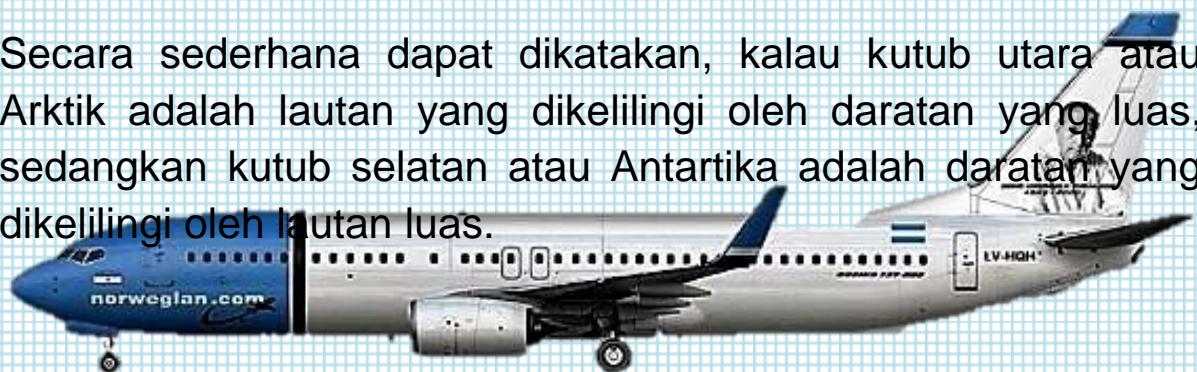 Secara sederhana dapat dikatakan, kalau kutub utara atau
Arktik adalah lautan yang dikelilingi oleh daratan yang luas,
sedangkan kutub selatan atau Antartika adalah daratan yang
dikelilingi oleh lautan luas.
LV-HQH
norwegian.com